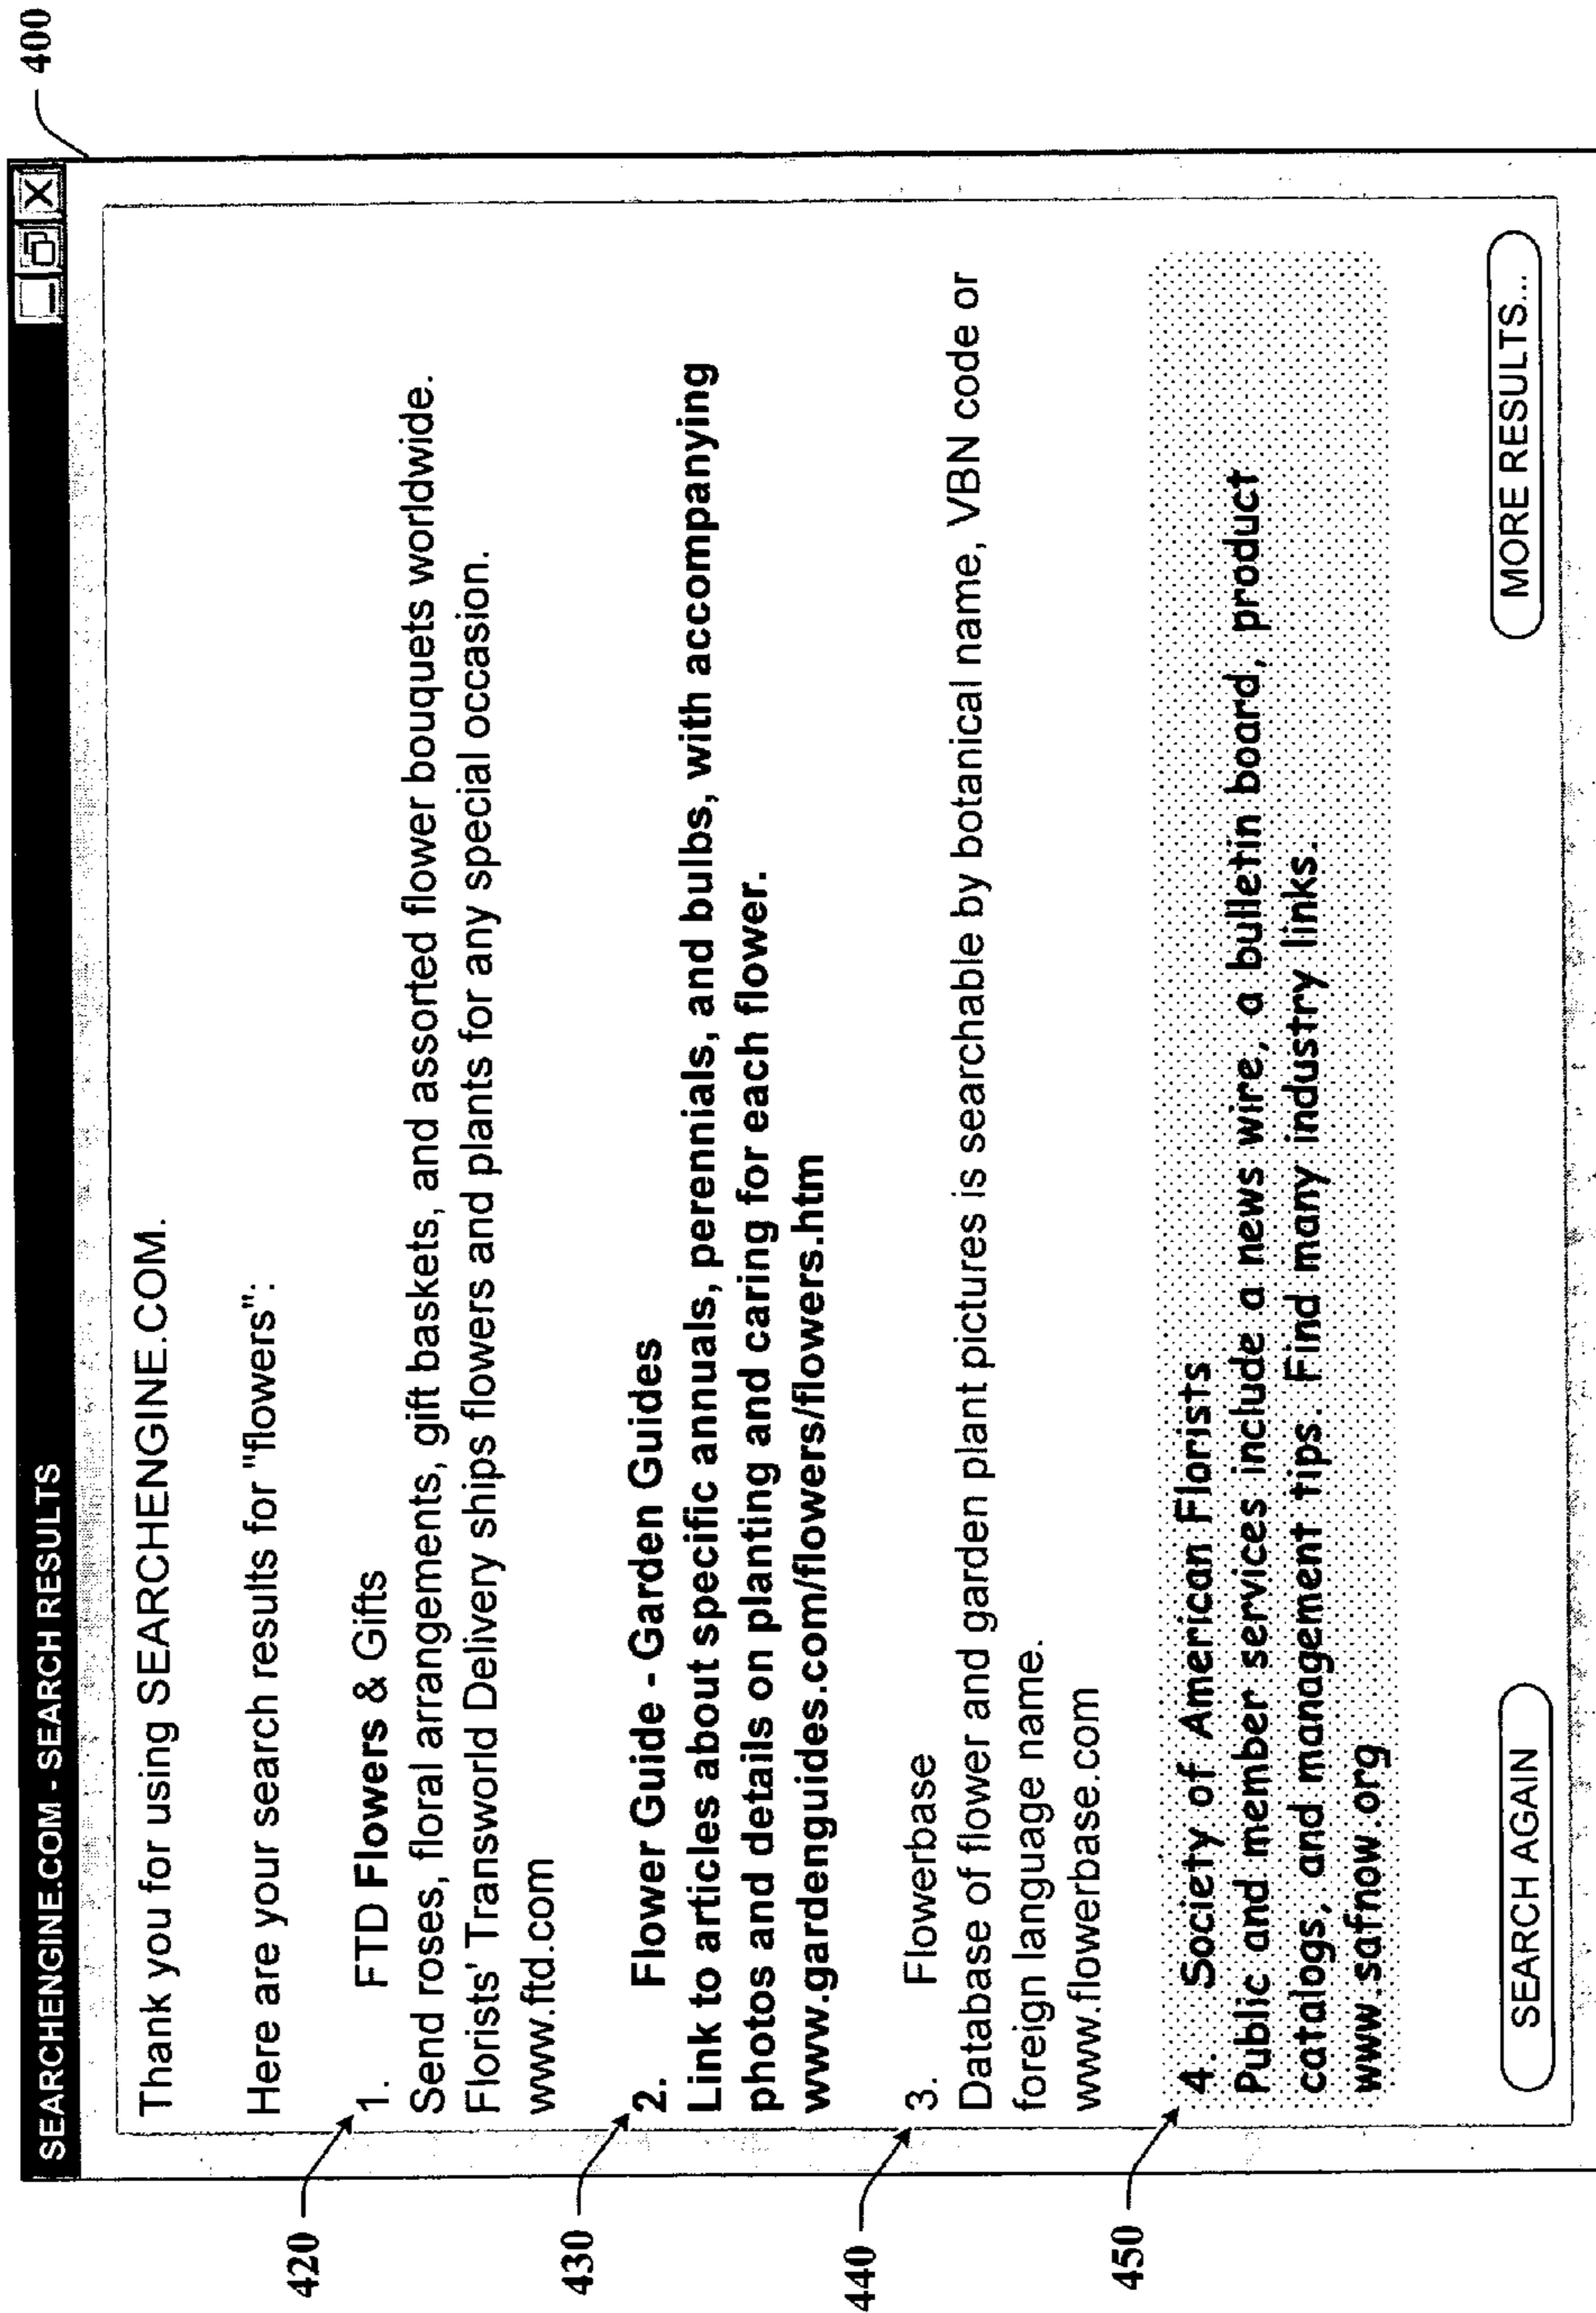 400
SEARCHENGINE.COM - SEARCH RESULTS
Thank you for using SEARCHENGINE.COM.
Here are your search results for "flowers":
420
1. FTD Flowers & Gifts
Send roses, floral arrangements, gift baskets, and assorted flower bouquets worldwide.
Florists' Transworld Delivery ships flowers and plants for any special occasion.
www.ftd.com
430
2. Flower Guide - Garden Guides
Link to articles about specific annuals, perennials, and bulbs, with accompanying
photos and details on planting and caring for each flower.
www.gardenguides.com/flowers/flowers.htm
440
3. Flowerbase
Database of flower and garden plant pictures is searchable by botanical name, VBN code or
foreign language name.
www.flowerbase.com
450
4. Society of American Florists
Public and member services include a news wire, a bulletin board, product
catalogs, and management tips. Find many industry links.
www.safnow.org
SEARCH AGAIN
MORE RESULTS...